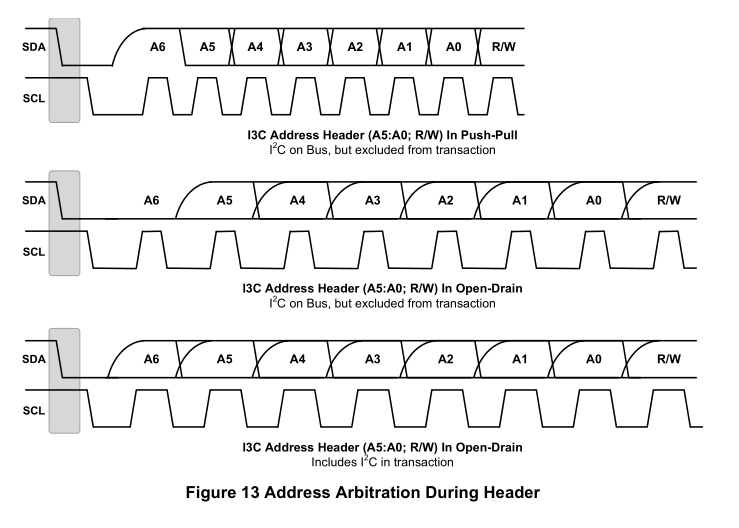 SDA A6 A5 A4 A3 A2 A1 A0 R/W
SCL
I3C Address Header (A5:A0; R/W) In Push-Pull
I²C on Bus, but excluded from transaction
SDA A6 A5 A4 A3 A2 A1 A0 R/W
SCL
I3C Address Header (A5:A0; R/W) In Open-Drain
I²C on Bus, but excluded from transaction
SDA A6 A5 A4 A3 A2 A1 A0 R/W
SCL
I3C Address Header (A5:A0; R/W) In Open-Drain
Includes I²C in transaction
Figure 13 Address Arbitration During Header